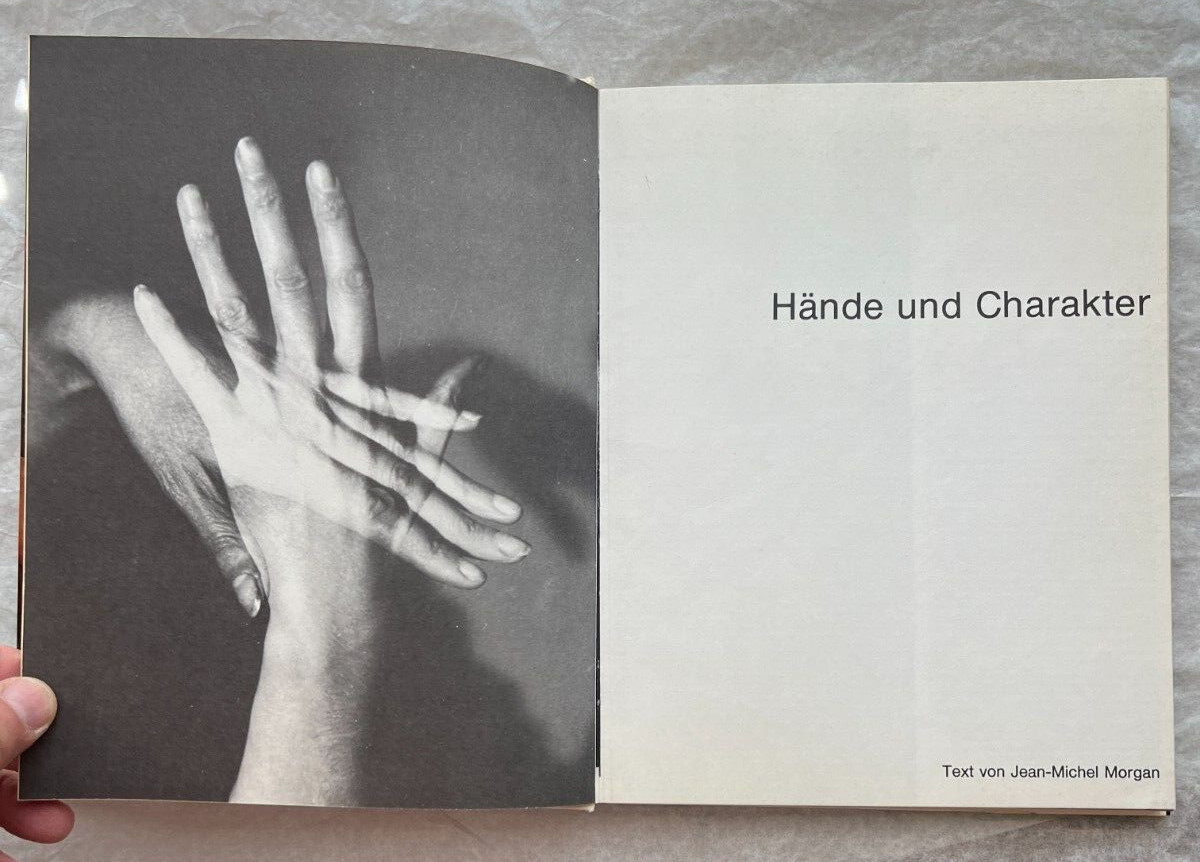 Hände und Charakter
Text von Jean-Michel Morgan